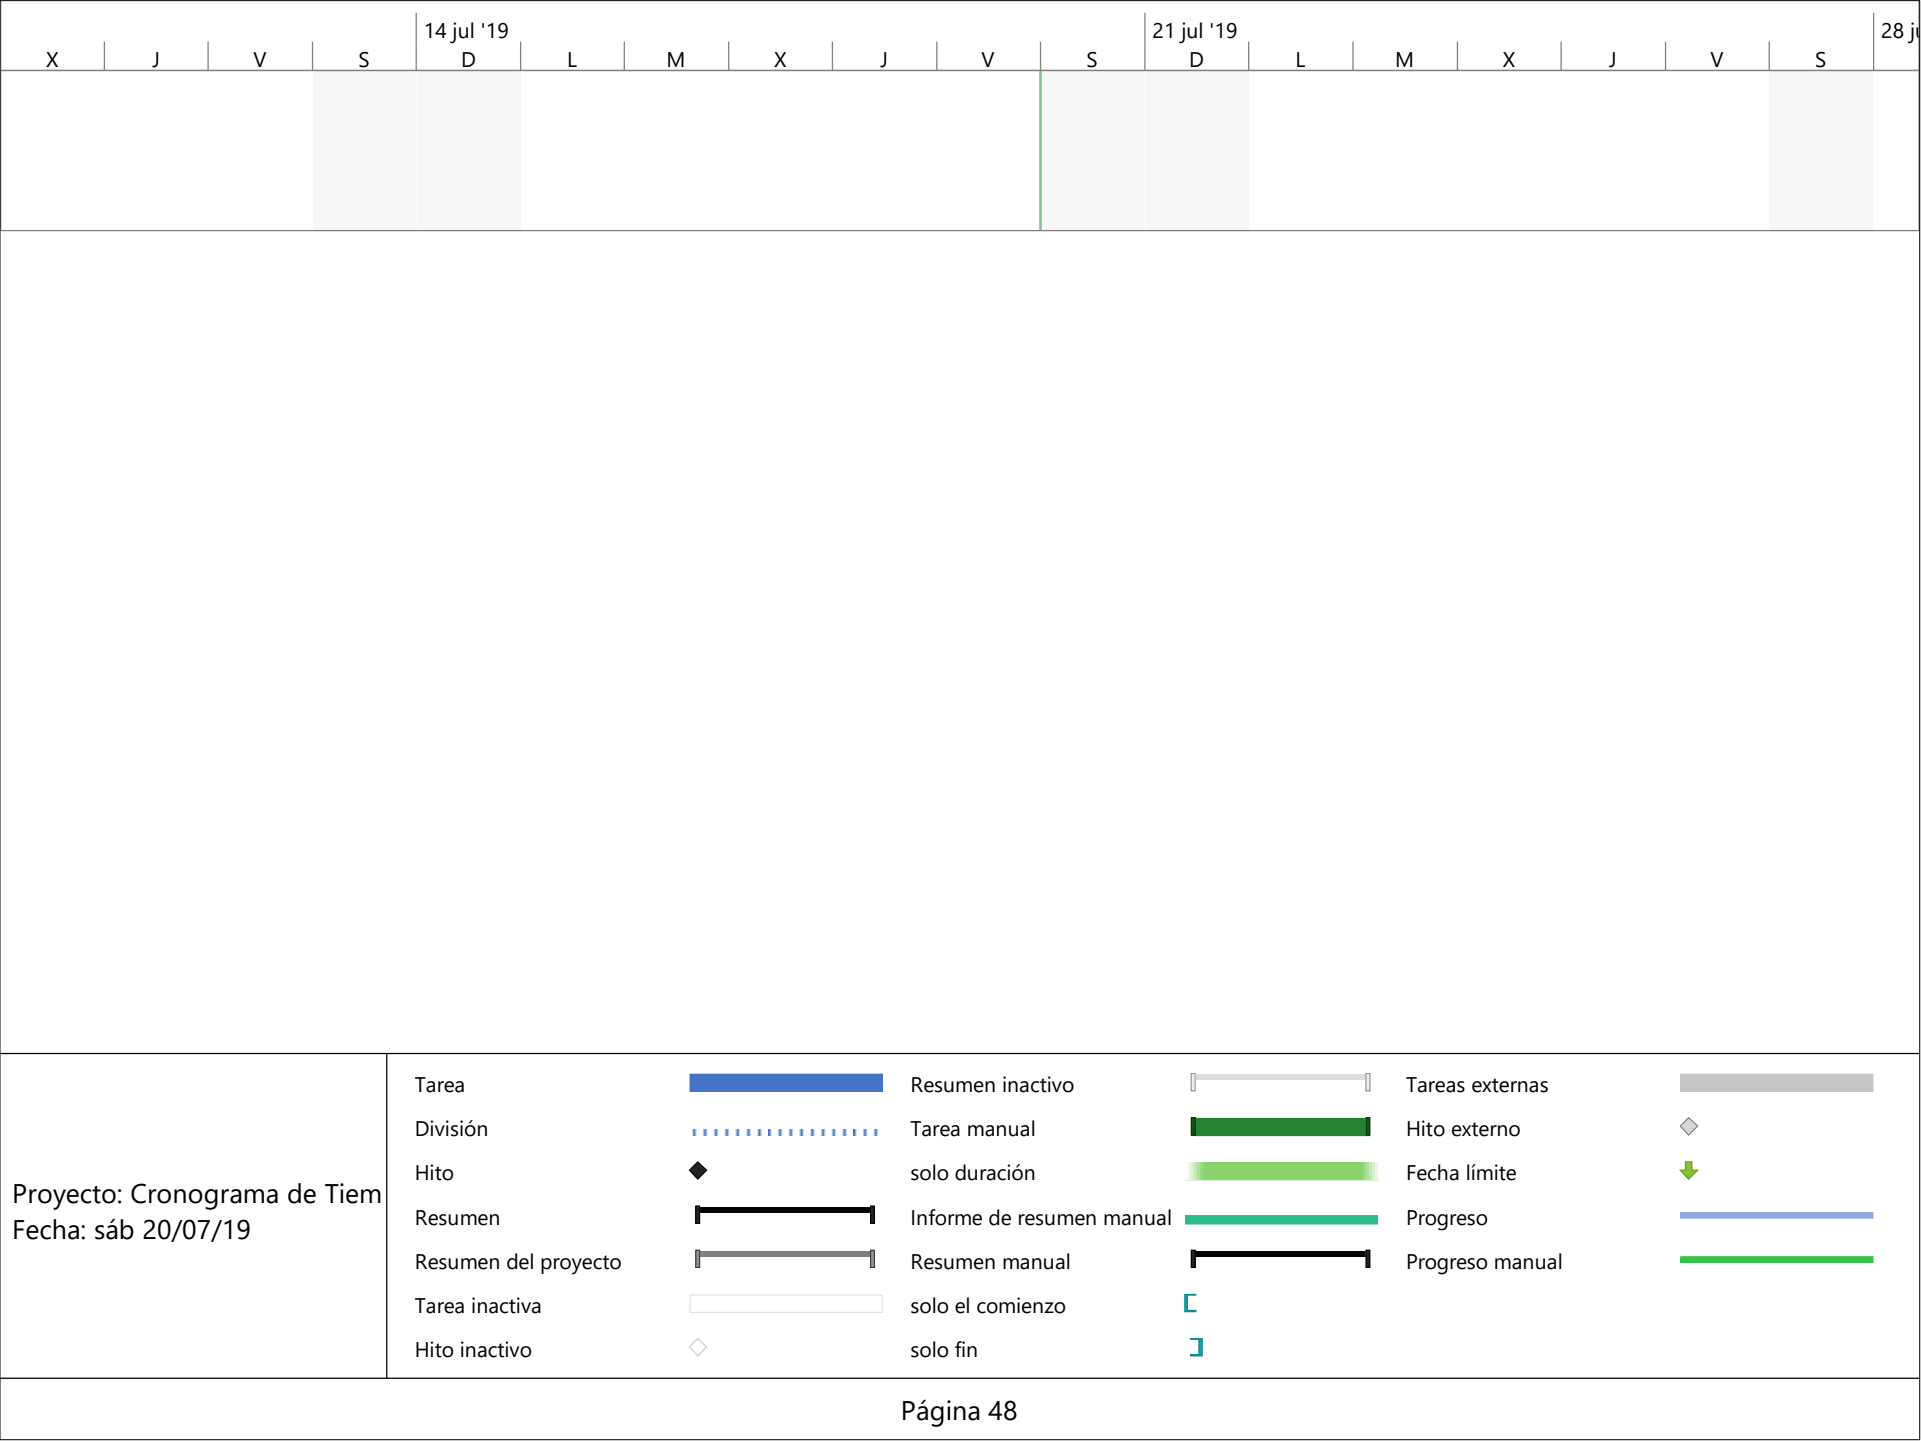 14 jul '19 21 jul '19 28 ju
X J V S D L M X J V S D L M X J V S
Tarea Resumen inactivo Tareas externas
División Tarea manual Hito externo
Hito solo duración Fecha límite
Proyecto: Cronograma de Tiem
Fecha: sáb 20/07/19
Resumen Informe de resumen manual Progreso
Resumen del proyecto Resumen manual Progreso manual
Tarea inactiva solo el comienzo
Hito inactivo solo fin
Página 48